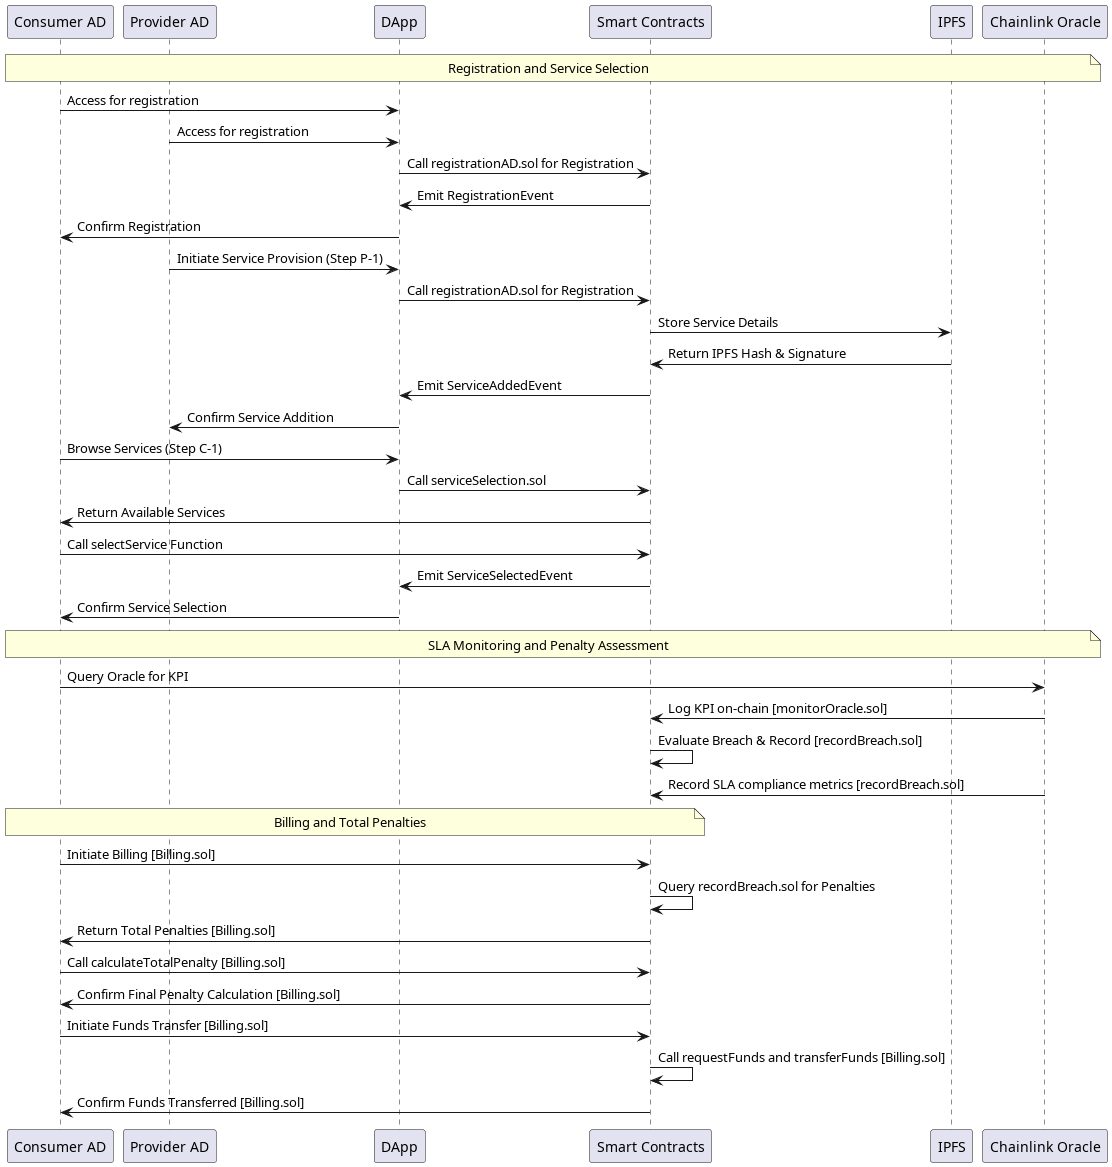 Consumer AD
Provider AD
DApp
Smart Contracts
IPFS
Chainlink Oracle
Registration and Service Selection
Access for registration
Access for registration
Call registrationAD.sol for Registration
Emit RegistrationEvent
Confirm Registration
Initiate Service Provision (Step P-1)
Call registrationAD.sol for Registration
Store Service Details
Return IPFS Hash & Signature
Emit ServiceAddedEvent
Confirm Service Addition
Browse Services (Step C-1)
Call serviceSelection.sol
Return Available Services
Call selectService Function
Emit ServiceSelectedEvent
Confirm Service Selection
SLA Monitoring and Penalty Assessment
Query Oracle for KPI
Log KPI on-chain [monitorOracle.sol]
Evaluate Breach & Record [recordBreach.sol]
Record SLA compliance metrics [recordBreach.sol]
Billing and Total Penalties
Initiate Billing [Billing.sol]
Query recordBreach.sol for Penalties
Return Total Penalties [Billing.sol]
Call calculateTotalPenalty [Billing.sol]
Confirm Final Penalty Calculation [Billing.sol]
Initiate Funds Transfer [Billing.sol]
Call requestFunds and transferFunds [Billing.sol]
Confirm Funds Transferred [Billing.sol]
Consumer AD
Provider AD
DApp
Smart Contracts
IPFS
Chainlink Oracle